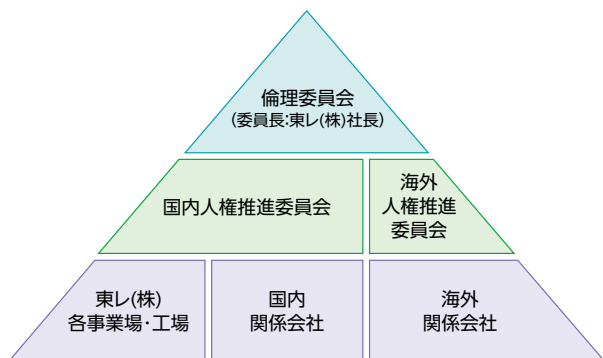 倫理委員会
(委員長:東レ(株)社長)
国内人権推進委員会
海外
人権推進
委員会
東レ(株)
各事業場・工場
国内
関係会社
海外
関係会社